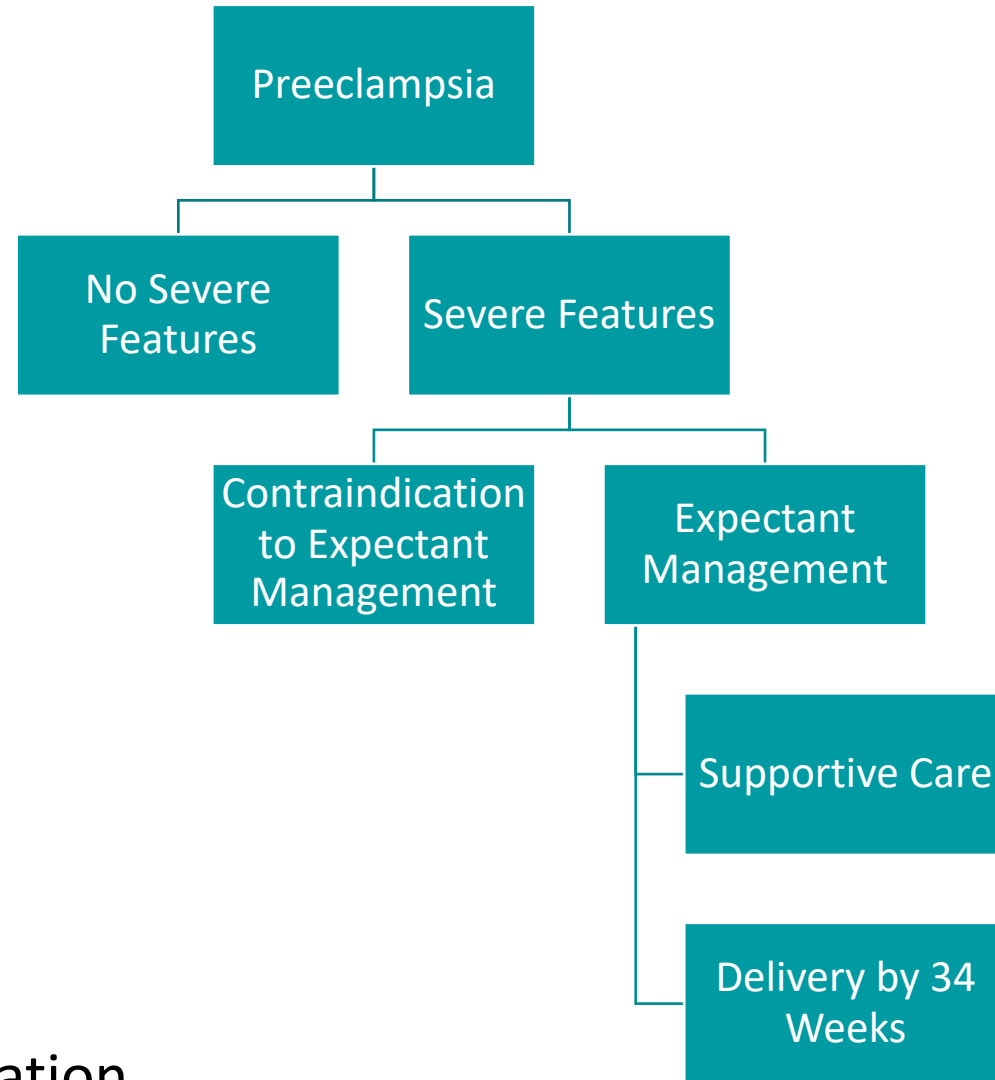 Preeclampsia
No Severe
Features
Severe Features
Contraindication
to Expectant
Management
Expectant
Management
Supportive Care
Delivery by 34
Weeks